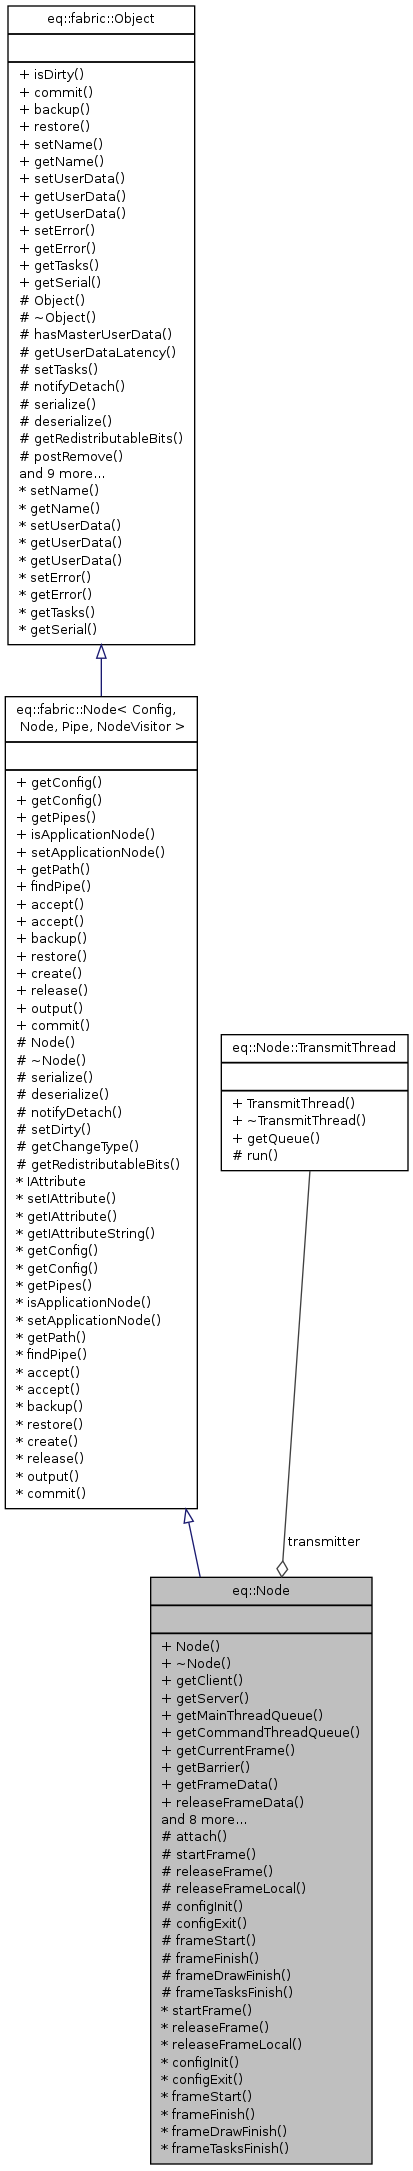 eq::fabric::Object
+ isDirty()
+ commit()
+ backup()
+ restore()
+ setName()
+ getName()
+ setUserData()
+ getUserData()
+ getUserData()
+ setError()
+ getError()
+ getTasks()
+ getSerial()
# Object()
# ~Object()
# hasMasterUserData()
# getUserDataLatency()
# setTasks()
# notifyDetach()
# serialize()
# deserialize()
# getRedistributableBits()
# postRemove()
and 9 more...
* setName()
* getName()
* setUserData()
* getUserData()
* getUserData()
* setError()
* getError()
* getTasks()
* getSerial()
eq::fabric::Node< Config,
Node, Pipe, NodeVisitor >
+ getConfig()
+ getConfig()
+ getPipes()
+ isApplicationNode()
+ setApplicationNode()
+ getPath()
+ findPipe()
+ accept()
+ accept()
+ backup()
+ restore()
+ create()
+ release()
+ output()
+ commit()
# Node()
# ~Node()
# serialize()
# deserialize()
# notifyDetach()
# setDirty()
# getChangeType()
# getRedistributableBits()
* IAttribute
* setIAttribute()
* getIAttribute()
* getIAttributeString()
* getConfig()
* getConfig()
* getPipes()
* isApplicationNode()
* setApplicationNode()
* getPath()
* findPipe()
* accept()
* accept()
* backup()
* restore()
* create()
* release()
* output()
* commit()
eq::Node::TransmitThread
+ TransmitThread()
+ ~TransmitThread()
+ getQueue()
# run()
transmitter
eq::Node
+ Node()
+ ~Node()
+ getClient()
+ getServer()
+ getMainThreadQueue()
+ getCommandThreadQueue()
+ getCurrentFrame()
+ getBarrier()
+ getFrameData()
+ releaseFrameData()
and 8 more...
# attach()
# startFrame()
# releaseFrame()
# releaseFrameLocal()
# configInit()
# configExit()
# frameStart()
# frameFinish()
# frameDrawFinish()
# frameTasksFinish()
* startFrame()
* releaseFrame()
* releaseFrameLocal()
* configInit()
* configExit()
* frameStart()
* frameFinish()
* frameDrawFinish()
* frameTasksFinish()